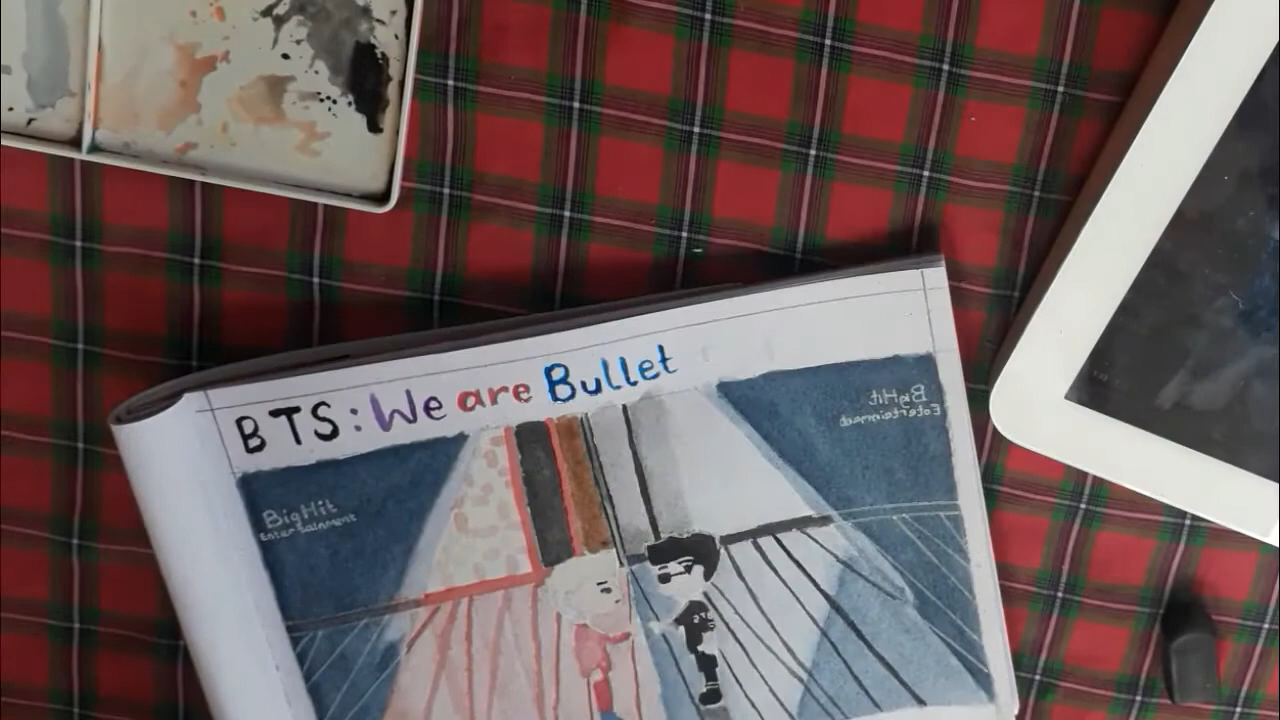 BTS: We are Bullet
BigHit
Entertainment
BigHit
Entertainment